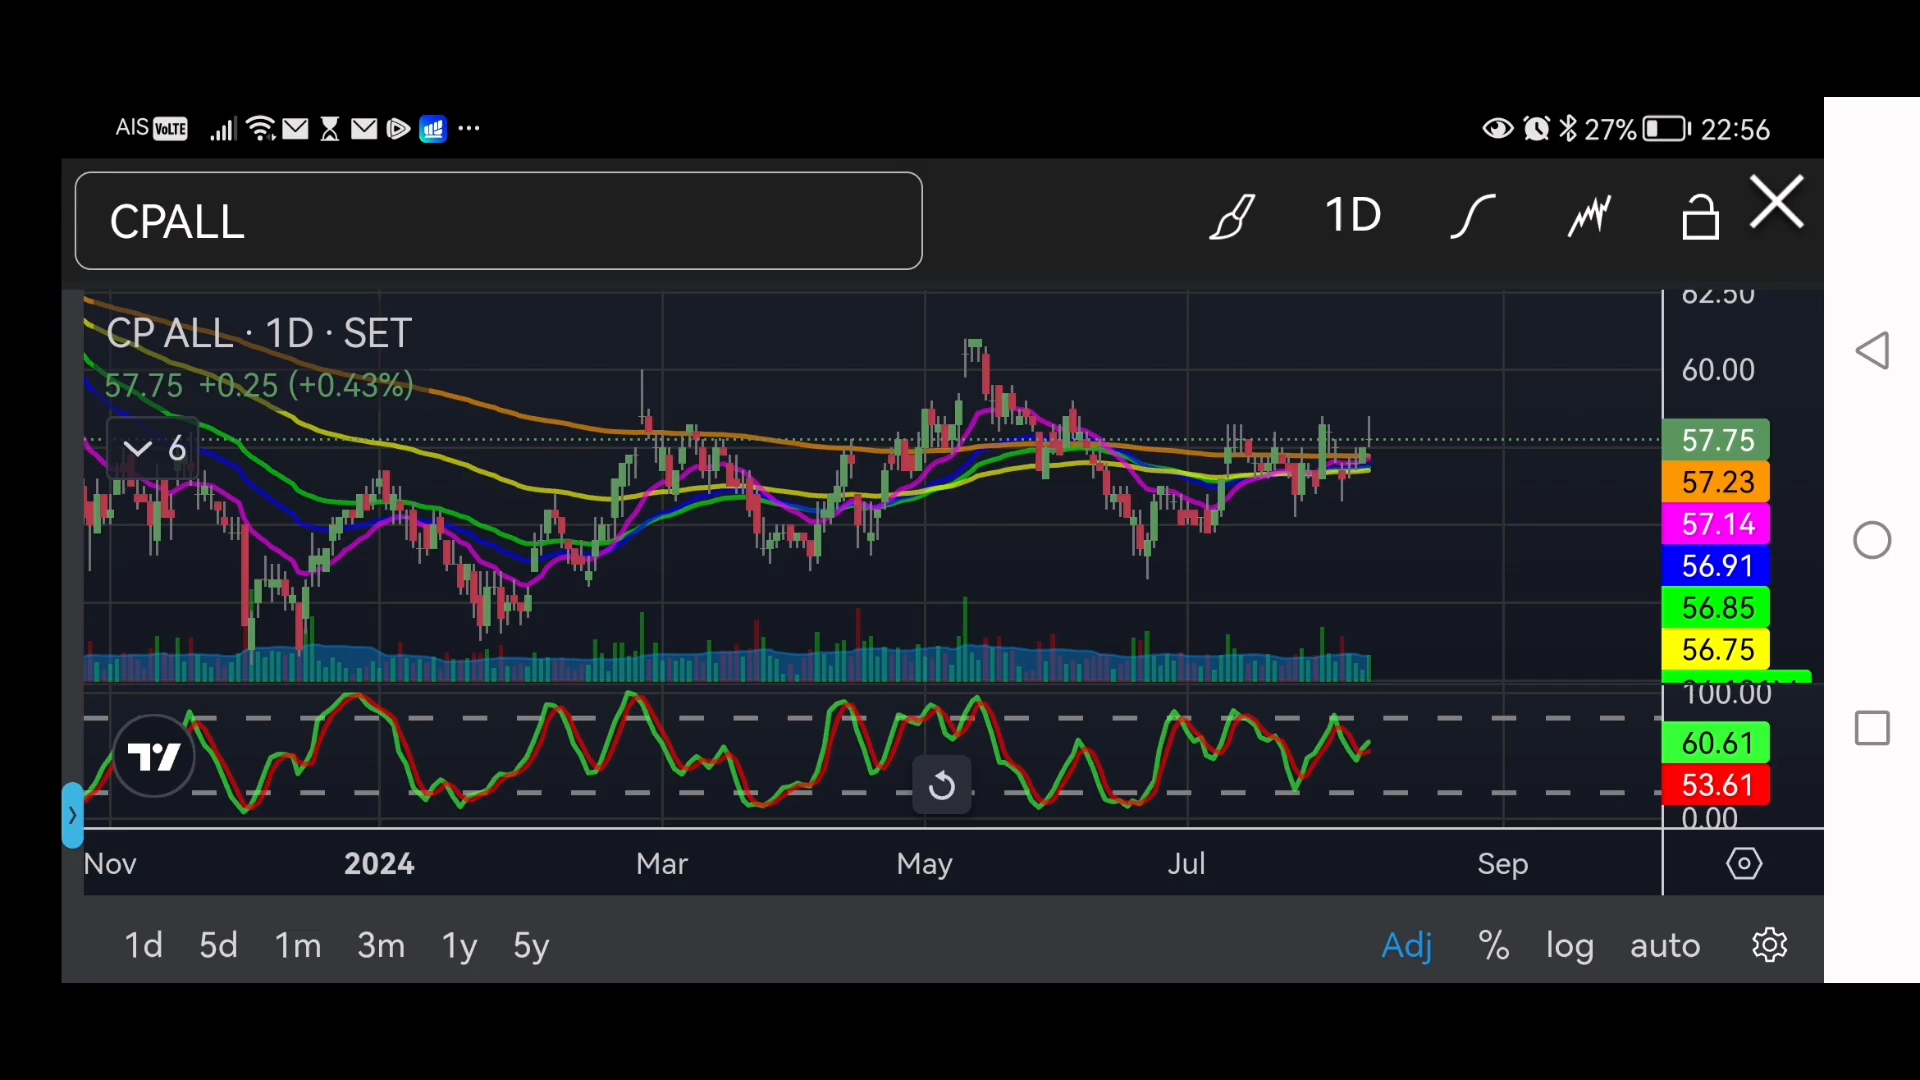 AIS VoLTE
27% 22:56
CPALL
1D
CP ALL · 1D · SET
57.75 +0.25 (+0.43%)
6
62.50
60.00
57.75
57.23
57.14
56.91
56.85
56.75
100.00
60.61
53.61
0.00
Nov 2024 Mar May Jul Sep
1d 5d 1m 3m 1y 5y
Adj % log auto